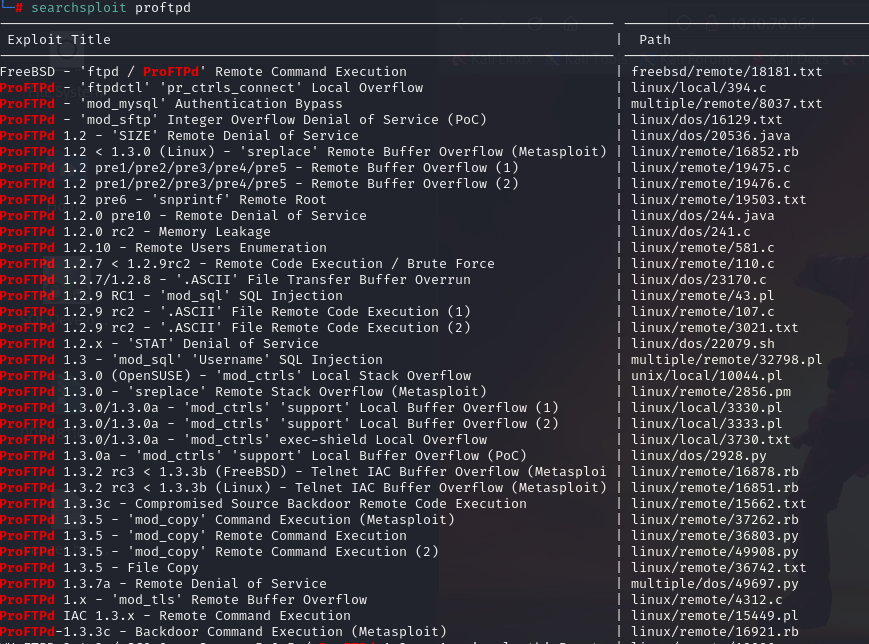 └─# searchsploit proftpd
Exploit Title | Path
FreeBSD - 'ftpd / ProFTPd' Remote Command Execution | freebsd/remote/18181.txt
ProFTPd - 'ftpdctl' 'pr_ctrls_connect' Local Overflow | linux/local/394.c
ProFTPd - 'mod_mysql' Authentication Bypass | multiple/remote/8037.txt
ProFTPd - 'mod_sftp' Integer Overflow Denial of Service (PoC) | linux/dos/16129.txt
ProFTPd 1.2 - 'SIZE' Remote Denial of Service | linux/dos/20536.java
ProFTPd 1.2 < 1.3.0 (Linux) - 'sreplace' Remote Buffer Overflow (Metasploit) | linux/remote/16852.rb
ProFTPd 1.2 pre1/pre2/pre3/pre4/pre5 - Remote Buffer Overflow (1) | linux/remote/19475.c
ProFTPd 1.2 pre1/pre2/pre3/pre4/pre5 - Remote Buffer Overflow (2) | linux/remote/19476.c
ProFTPd 1.2 pre6 - 'snprintf' Remote Root | linux/remote/19503.txt
ProFTPd 1.2.0 pre10 - Remote Denial of Service | linux/dos/244.java
ProFTPd 1.2.0 rc2 - Memory Leakage | linux/dos/241.c
ProFTPd 1.2.10 - Remote Users Enumeration | linux/remote/581.c
ProFTPd 1.2.7 < 1.2.9rc2 - Remote Code Execution / Brute Force | linux/remote/110.c
ProFTPd 1.2.7/1.2.8 - '.ASCII' File Transfer Buffer Overrun | linux/dos/23170.c
ProFTPd 1.2.9 RC1 - 'mod_sql' SQL Injection | linux/remote/43.pl
ProFTPd 1.2.9 rc2 - '.ASCII' File Remote Code Execution (1) | linux/remote/107.c
ProFTPd 1.2.9 rc2 - '.ASCII' File Remote Code Execution (2) | linux/remote/3021.txt
ProFTPd 1.2.x - 'STAT' Denial of Service | linux/dos/22079.sh
ProFTPd 1.3 - 'mod_sql' 'Username' SQL Injection | multiple/remote/32798.pl
ProFTPd 1.3.0 (OpenSUSE) - 'mod_ctrls' Local Stack Overflow | unix/local/10044.pl
ProFTPd 1.3.0 - 'sreplace' Remote Stack Overflow (Metasploit) | linux/remote/2856.pm
ProFTPd 1.3.0/1.3.0a - 'mod_ctrls' 'support' Local Buffer Overflow (1) | linux/local/3330.pl
ProFTPd 1.3.0/1.3.0a - 'mod_ctrls' 'support' Local Buffer Overflow (2) | linux/local/3333.pl
ProFTPd 1.3.0/1.3.0a - 'mod_ctrls' exec-shield Local Overflow | linux/local/3730.txt
ProFTPd 1.3.0a - 'mod_ctrls' 'support' Local Buffer Overflow (PoC) | linux/dos/2928.py
ProFTPd 1.3.2 rc3 < 1.3.3b (FreeBSD) - Telnet IAC Buffer Overflow (Metasploi | linux/remote/16878.rb
ProFTPd 1.3.2 rc3 < 1.3.3b (Linux) - Telnet IAC Buffer Overflow (Metasploit) | linux/remote/16851.rb
ProFTPd 1.3.3c - Compromised Source Backdoor Remote Code Execution | linux/remote/15662.txt
ProFTPd 1.3.5 - 'mod_copy' Command Execution (Metasploit) | linux/remote/37262.rb
ProFTPd 1.3.5 - 'mod_copy' Remote Command Execution | linux/remote/36803.py
ProFTPd 1.3.5 - 'mod_copy' Remote Command Execution (2) | linux/remote/49908.py
ProFTPd 1.3.5 - File Copy | linux/remote/36742.txt
ProFTPD 1.3.7a - Remote Denial of Service | multiple/dos/49697.py
ProFTPd 1.x - 'mod_tls' Remote Buffer Overflow | linux/remote/4312.c
ProFTPd IAC 1.3.x - Remote Command Execution | linux/remote/15449.pl
ProFTPd-1.3.3c - Backdoor Command Execution (Metasploit) | linux/remote/16921.rb